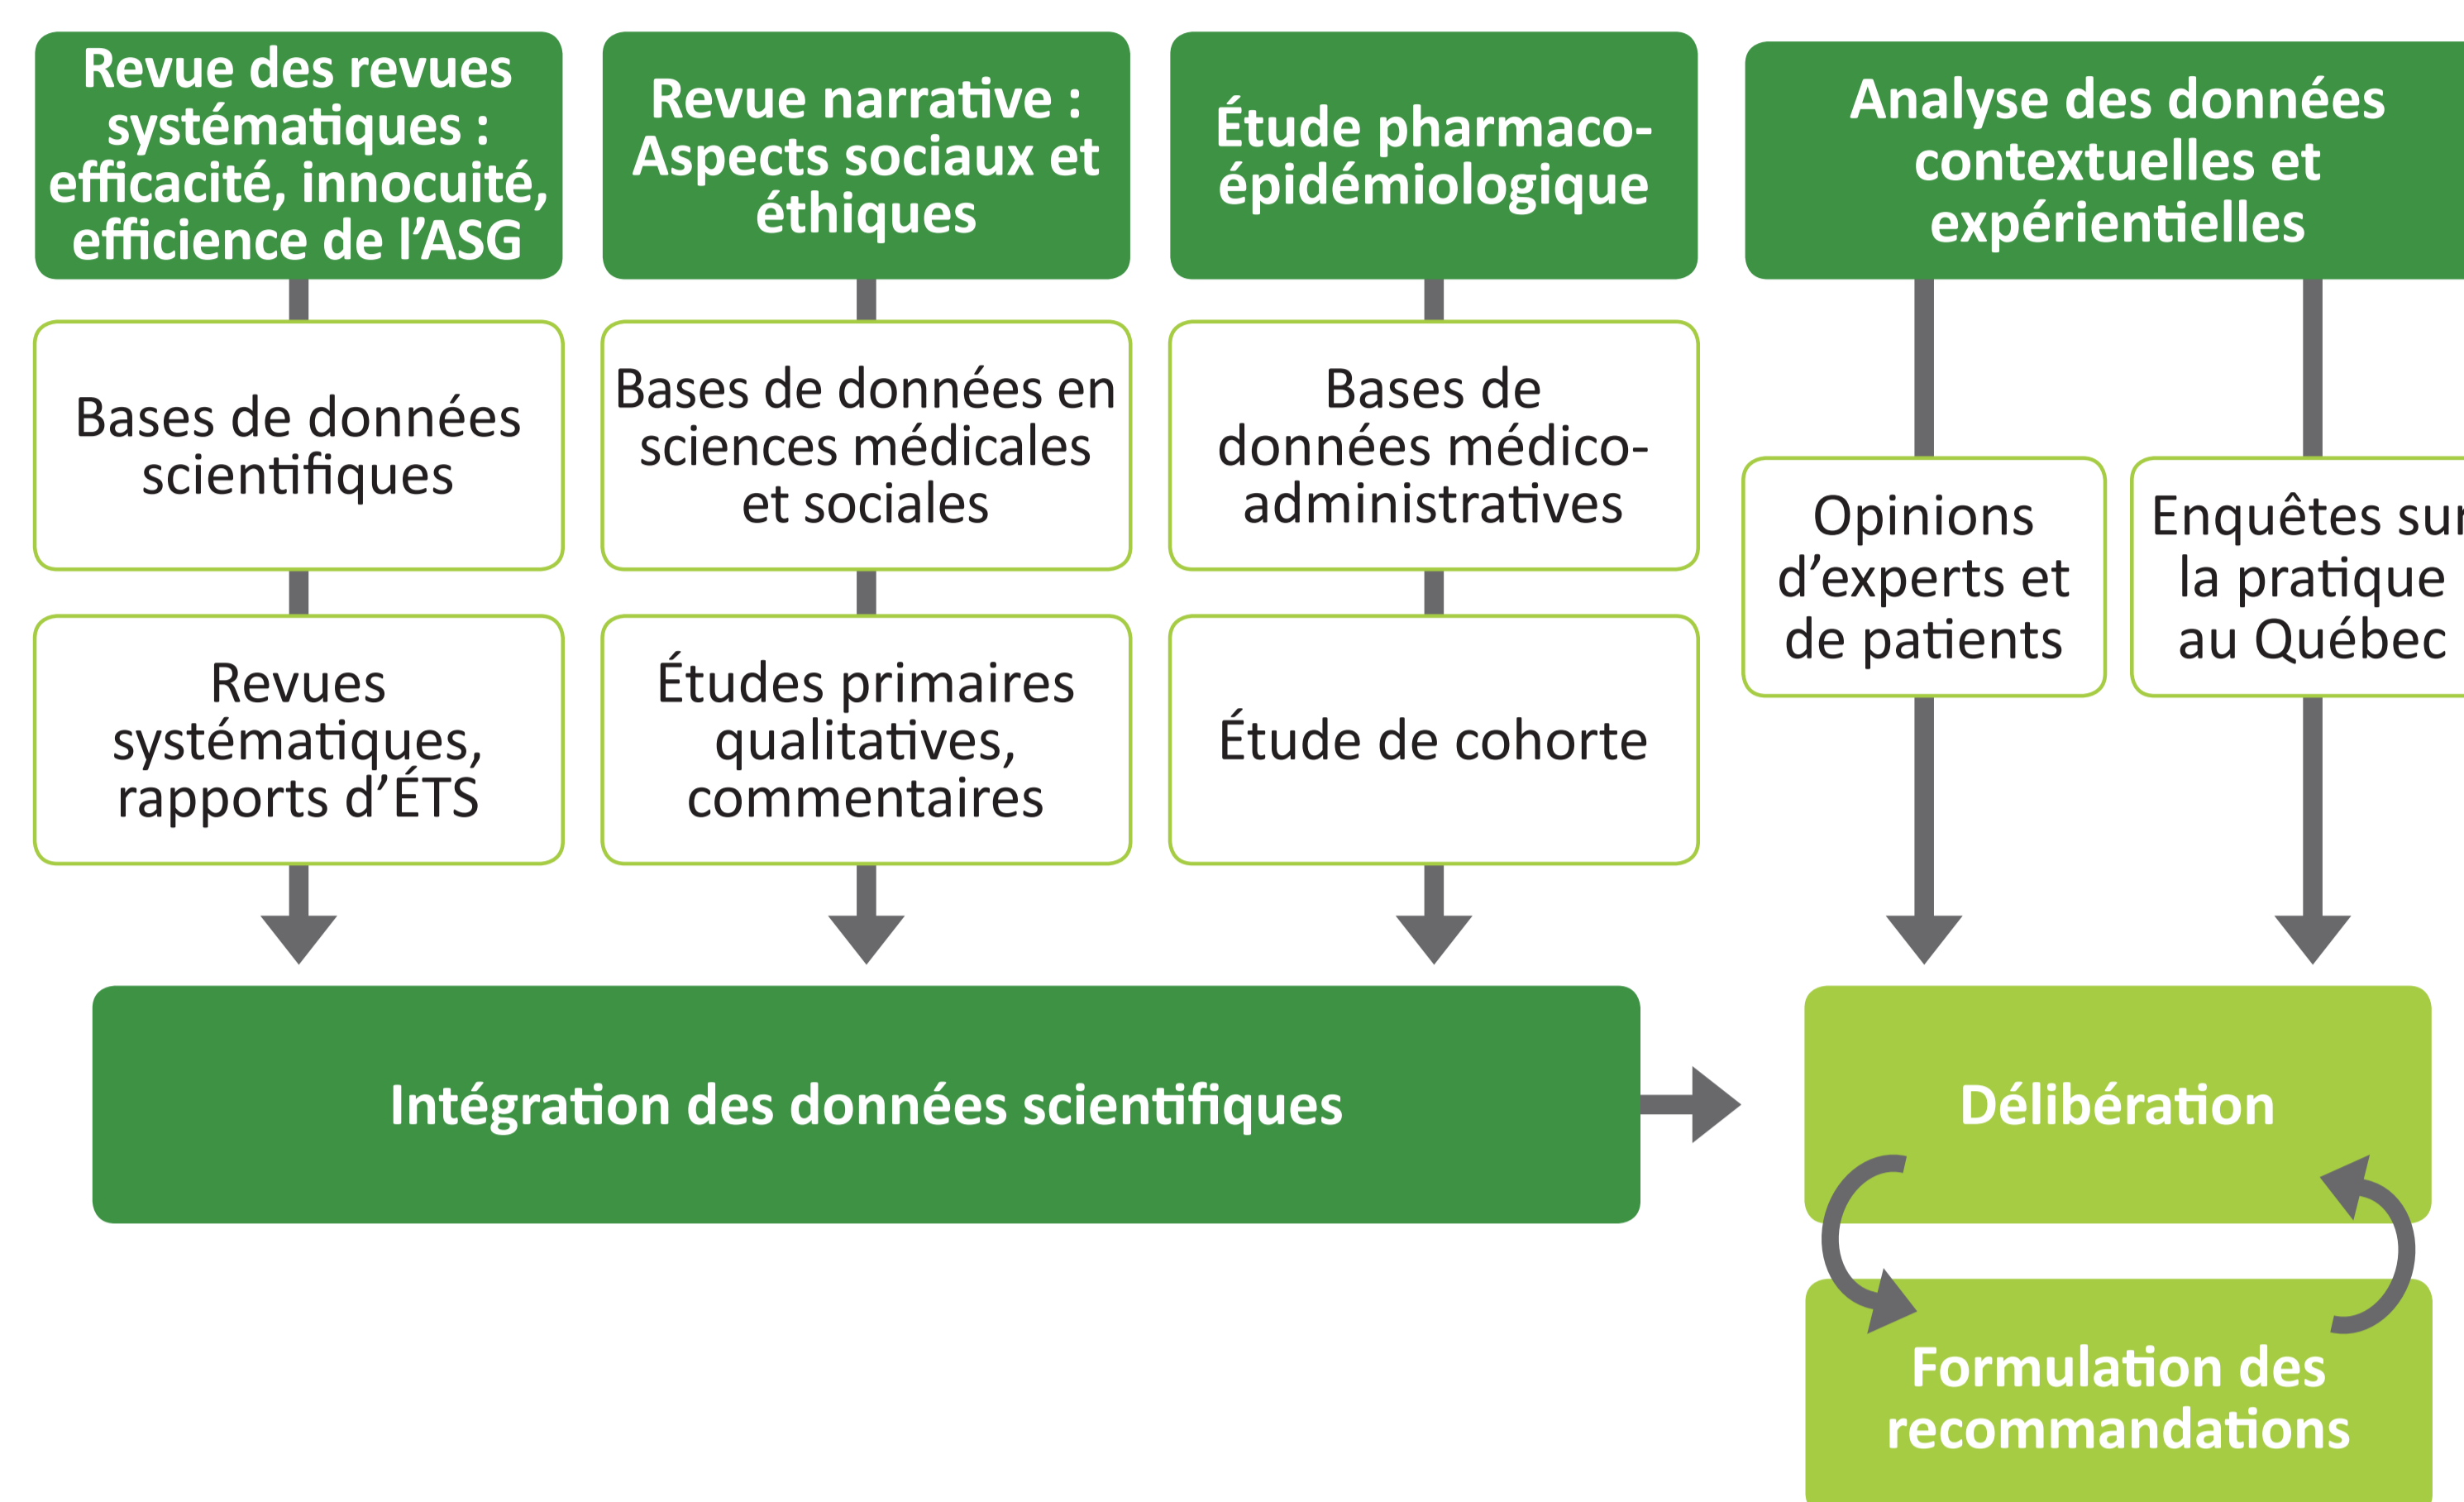 Revue des revues
systématiques :
efficacité, innocuité,
efficience de l’ASG
Revue narrative :
Aspects sociaux et
éthiques
Étude pharmaco-
épidémiologique
Analyse des données
contextuelles et
expérientielles
Bases de données
scientifiques
Bases de données en
sciences médicales
et sociales
Bases de
données médico-
administratives
Opinions
d’experts et
de patients
Enquêtes sur
la pratique
au Québec
Revues
systématiques,
rapports d’ÉTS
Études primaires
qualitatives,
commentaires
Étude de cohorte
Intégration des données scientifiques
Délibération
Formulation des
recommandations